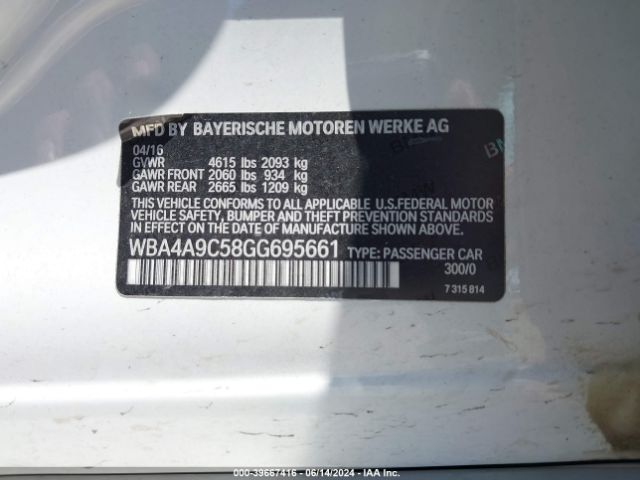 MFD BY BAYERISCHE MOTOREN WERKE AG
04/16
GVWR 4615 lbs 2093 kg
GAWR FRONT 2060 lbs 934 kg
GAWR REAR 2665 lbs 1209 kg
THIS VEHICLE CONFORMS TO ALL APPLICABLE U.S.FEDERAL MOTOR
VEHICLE SAFETY, BUMPER AND THEFT PREVENTION STANDARDS
IN EFFECT ON THE DATE OF MANUFACTURE SHOWN ABOVE.
WBA4A9C58GG695661 TYPE: PASSENGER CAR
300/0
7 315 814
000-39667416 - 06/14/2024 - IAA Inc.